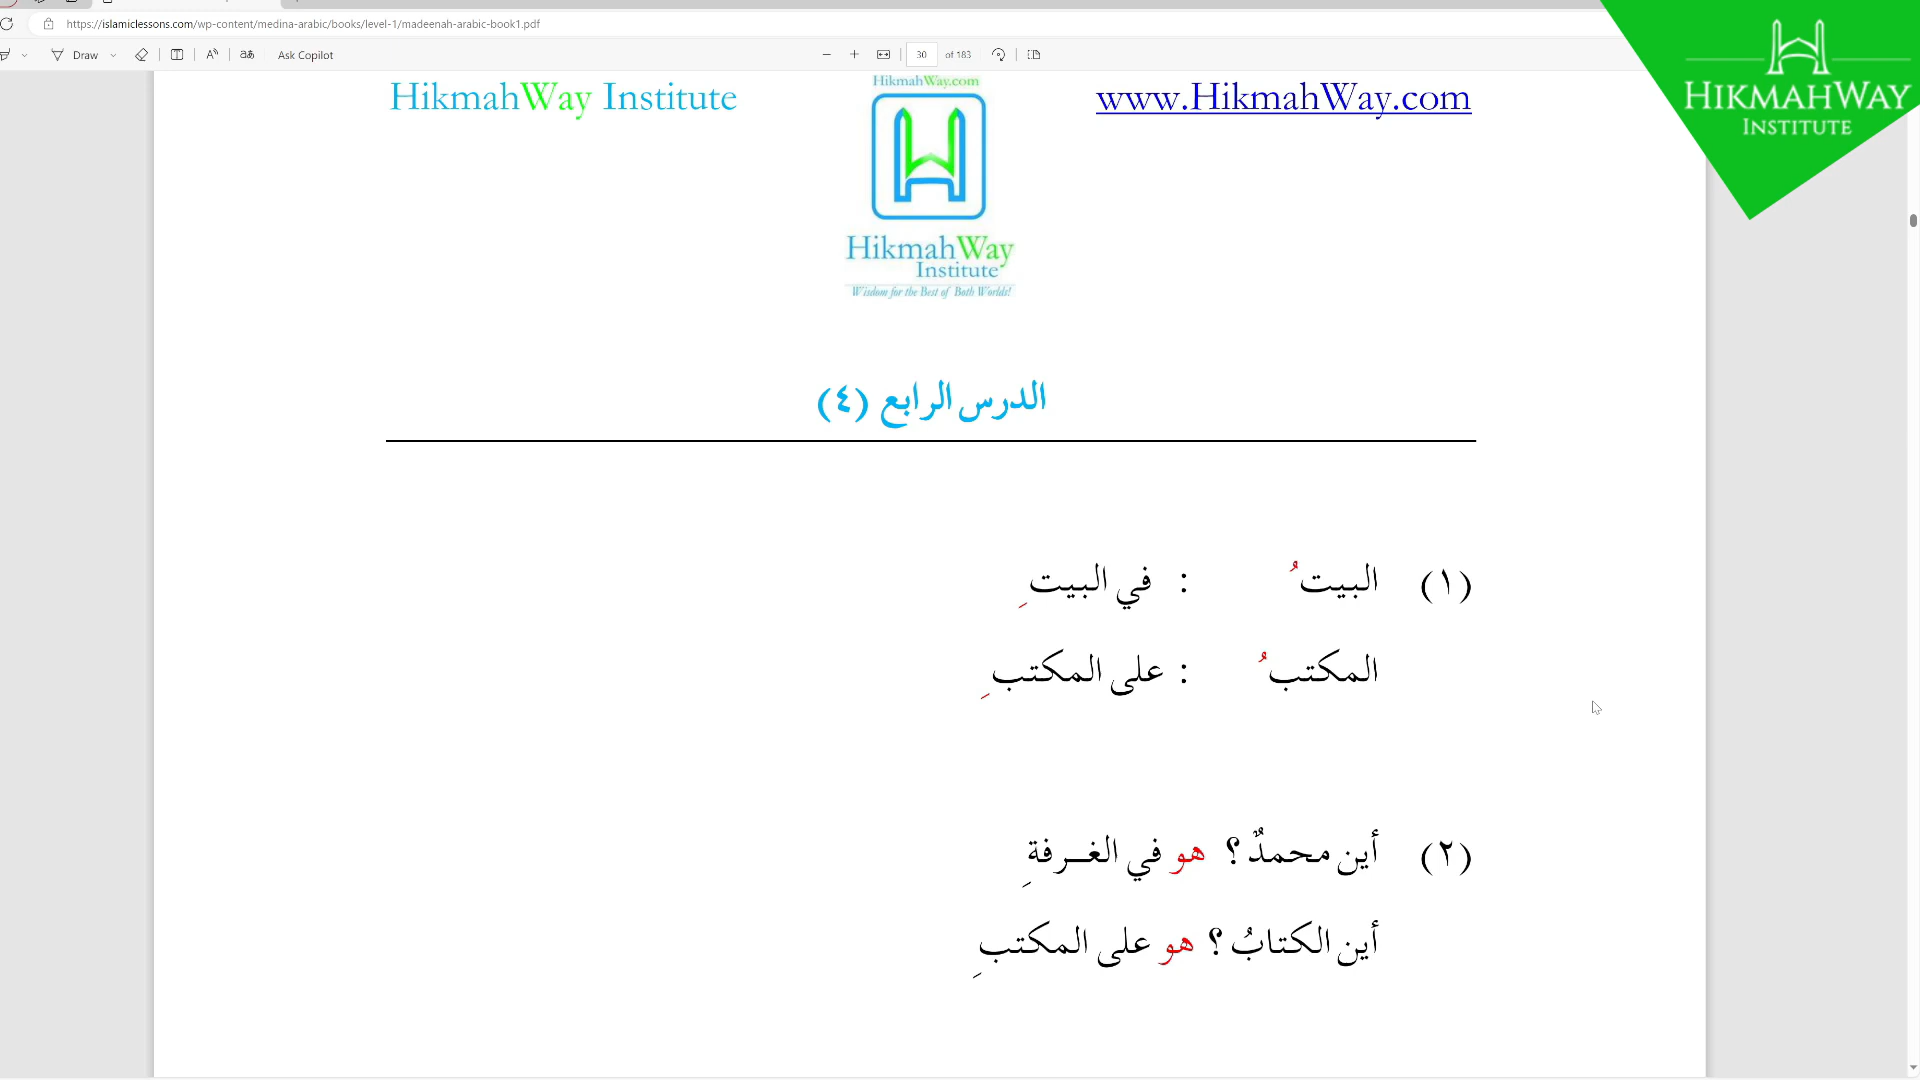 https://islamiclessons.com/wp-content/medina-arabic/books/level-1/madeenah-arabic-book1.pdf
Draw
Ask Copilot
30 of 183
HikmahWay Institute
HikmahWay.com
www.HikmahWay.com
HIKMAHWAY
INSTITUTE
HikmahWay
Institute
Wisdom for the Best of Both Worlds!
الدرس الرابع (٤)
(١) البيتُ : في البيتِ
المكتبُ : على المكتبِ
(٢) أين محمدٌ ؟ هو في الغـرفةِ
أين الكتابُ ؟ هو على المكتبِ